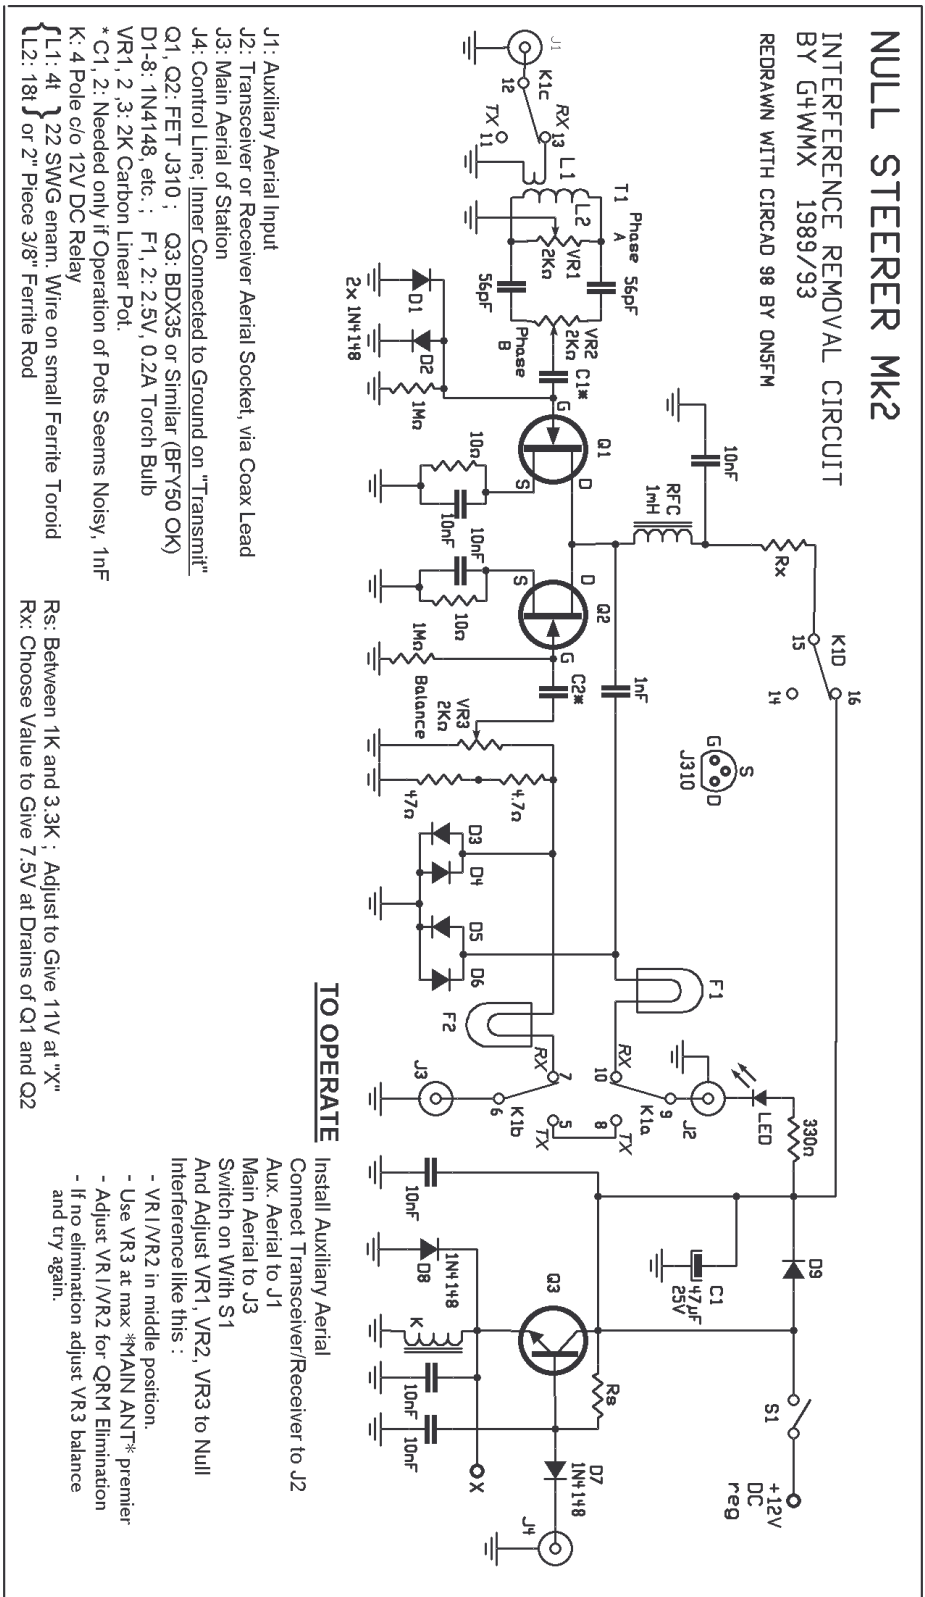 NULL STEERER Mk2
INTERFERENCE REMOVAL CIRCUIT
BY G4WMX 1989/93
REDRAWN WITH CIRCAD 98 BY ON5FM
J1
K1c
12
RX
13
TX
11
L1
T1
L2
Phase
A
VR1
2KΩ
56pF
56pF
VR2
2KΩ
Phase
B
C1*
D1
D2
2x 1N4148
1MΩ
G
Q1
D
S
10Ω
10nF
10nF
RFC
1mH
Rx
10nF
10Ω
S
D
Q2
G
1MΩ
C2*
1nF
VR3
2KΩ
Balance
47Ω
4.7Ω
K1D
15
16
14
G
S
D
J310
D3
D4
D5
D6
F1
F2
RX
10
K1a
9
8
TX
RX
7
K1b
6
5
TX
J2
J3
LED
330Ω
10nF
C1
47µF
25V
D9
S1
+12V
DC
reg
1N4148
D8
Q3
K
10nF
10nF
Rs
X
D7
1N4148
J4
J1: Auxiliary Aerial Input
J2: Transceiver or Receiver Aerial Socket, via Coax Lead
J3: Main Aerial of Station
J4: Control Line; Inner Connected to Ground on "Transmit"
Q1, Q2: FET J310 ; Q3: BDX35 or Similar (BFY50 OK)
D1-8: 1N4148, etc. ; F1, 2: 2.5V, 0.2A Torch Bulb
VR1, 2 ,3: 2K Carbon Linear Pot.
* C1, 2: Needed only if Operation of Pots Seems Noisy, 1nF
K: 4 Pole c/o 12V DC Relay
{L1: 4t } 22 SWG enam. Wire on small Ferrite Toroid
{L2: 18t} or 2" Piece 3/8" Ferrite Rod
Rs: Between 1K and 3.3K ; Adjust to Give 11V at "X"
Rx: Choose Value to Give 7.5V at Drains of Q1 and Q2
TO OPERATE
Install Auxiliary Aerial
Connect Transceiver/Receiver to J2
Aux. Aerial to J1
Main Aerial to J3
Switch on With S1
And Adjust VR1, VR2, VR3 to Null
Interference like this :
- VR1/VR2 in middle position.
- Use VR3 at max *MAIN ANT* premier
- Adjust VR1/VR2 for QRM Elimination
- If no elimination adjust VR3 balance
and try again.